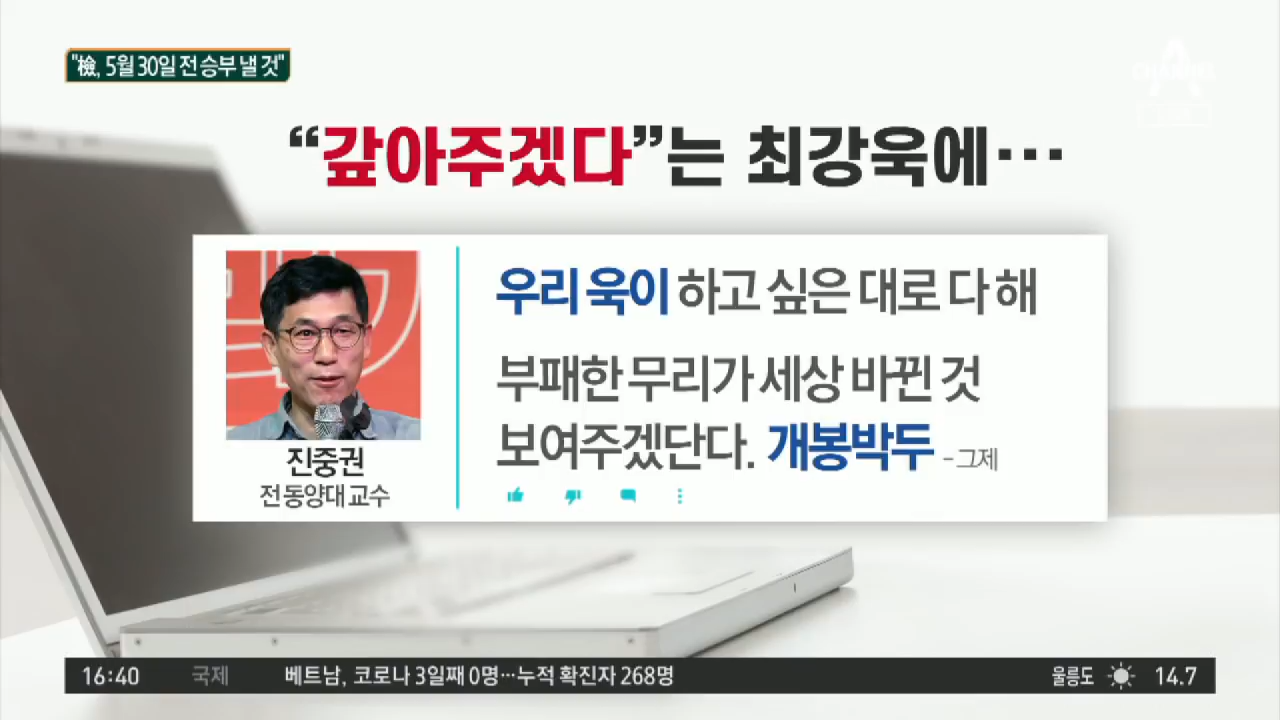 "檢, 5월 30일 전 승부 낼 것"
“갚아주겠다”는 최강욱에…
우리 욱이 하고 싶은 대로 다 해
부패한 무리가 세상 바뀐 것
보여주겠단다. 개봉박두 - 그제
진중권
전 동양대 교수
16:40 국제 베트남, 코로나 3일째 0명…누적 확진자 268명 울릉도 14.7